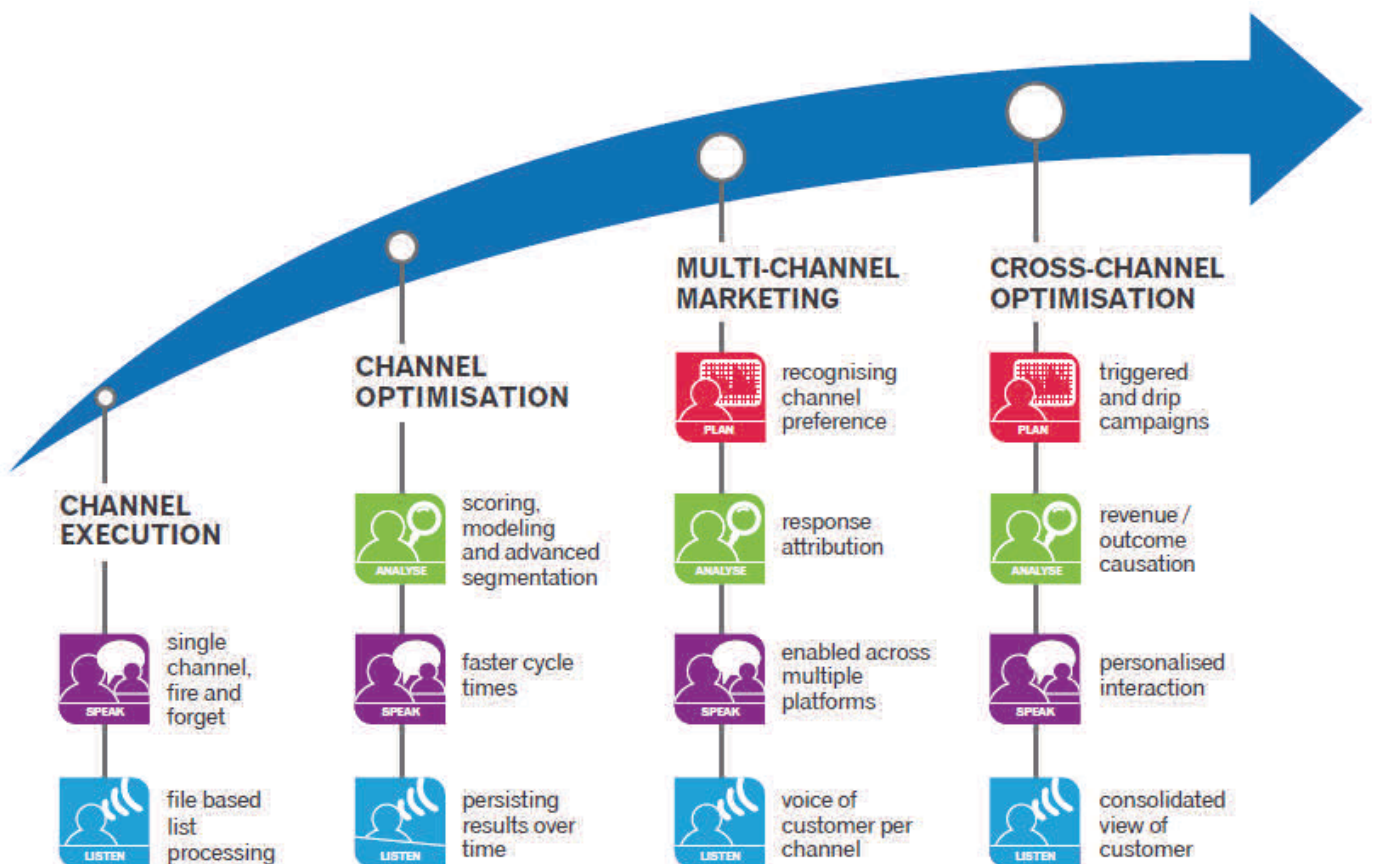 MULTI-CHANNEL
MARKETING
CROSS-CHANNEL
OPTIMISATION
CHANNEL
OPTIMISATION
CHANNEL
EXECUTION
PLAN
recognising
channel
preference
PLAN
triggered
and drip
campaigns
ANALYSE
scoring,
modeling
and advanced
segmentation
ANALYSE
response
attribution
ANALYSE
revenue /
outcome
causation
SPEAK
single
channel,
fire and
forget
SPEAK
faster cycle
times
SPEAK
enabled across
multiple
platforms
SPEAK
personalised
interaction
LISTEN
file based
list
processing
LISTEN
persisting
results over
time
LISTEN
voice of
customer per
channel
LISTEN
consolidated
view of
customer